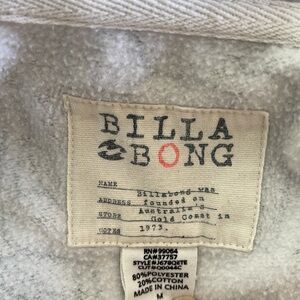 BILLA
BONG
NAME Billabong was
ADDRESS founded on
STORE Australia's
Gold Coast in
NOTES 1973.
RN#99064
CA#37757
80%POLYESTER
20%COTTON
MADE IN CHINA
M